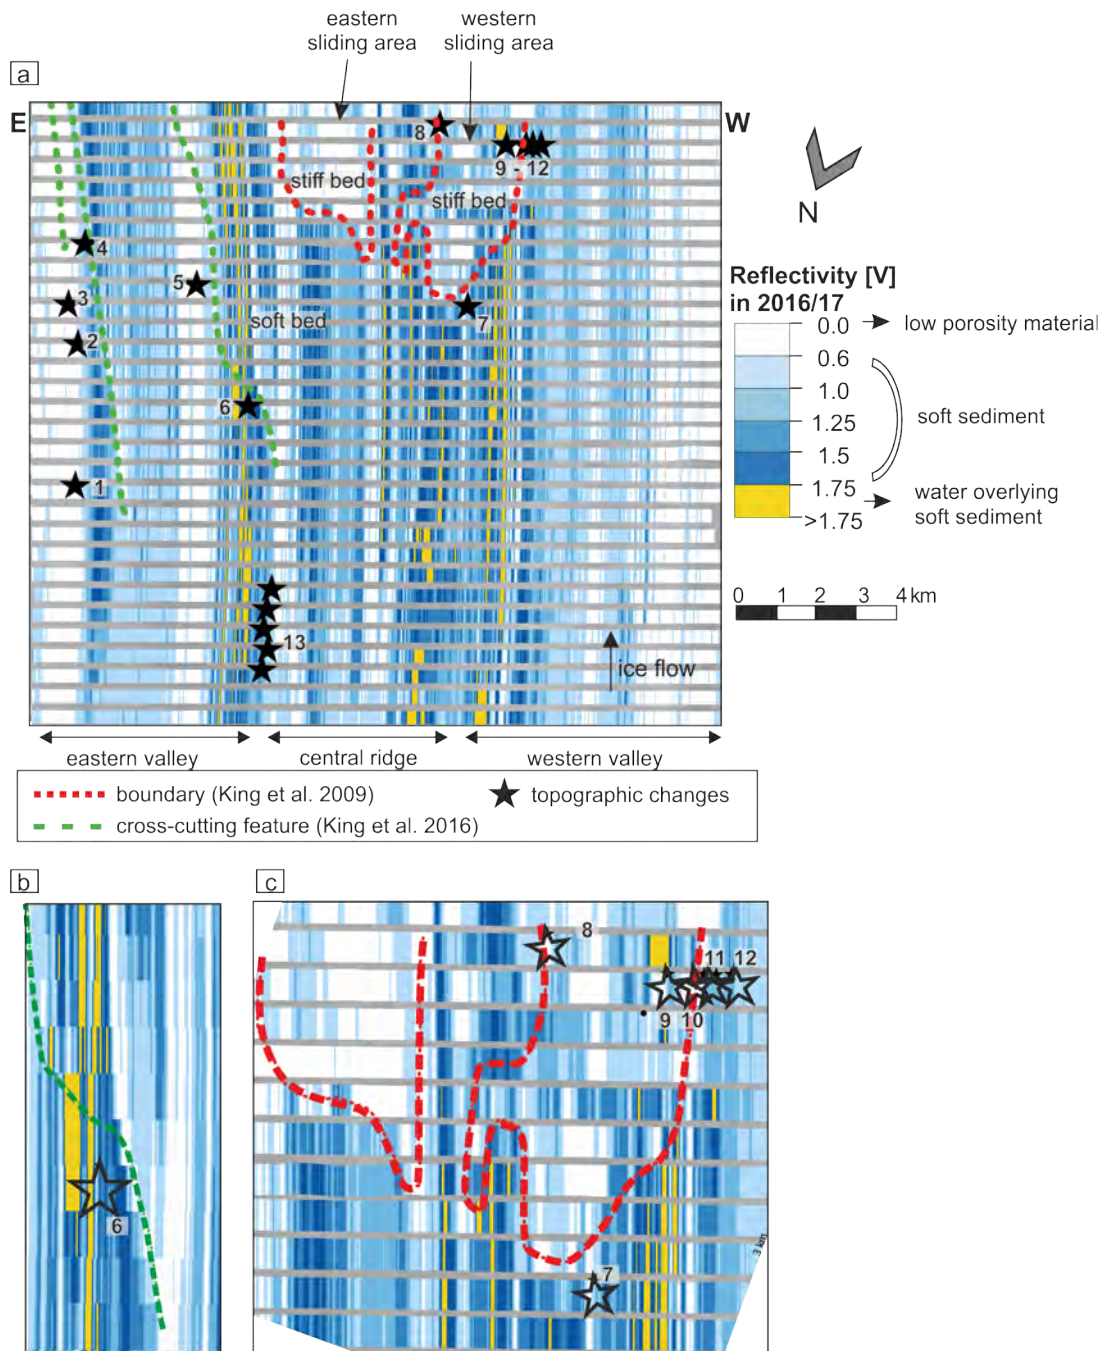 eastern
sliding area
western
sliding area
a
E
W
8
9 - 12
stiff bed
stiff bed
N
4
5
3
soft bed
7
2
6
1
13
ice flow
Reflectivity [V]
in 2016/17
0.0
low porosity material
0.6
1.0
soft sediment
1.25
1.5
1.75
water overlying
soft sediment
>1.75
0 1 2 3 4 km
eastern valley
central ridge
western valley
boundary (King et al. 2009)
topographic changes
cross-cutting feature (King et al. 2016)
b
6
c
8
11 12
9 10
7
3 km